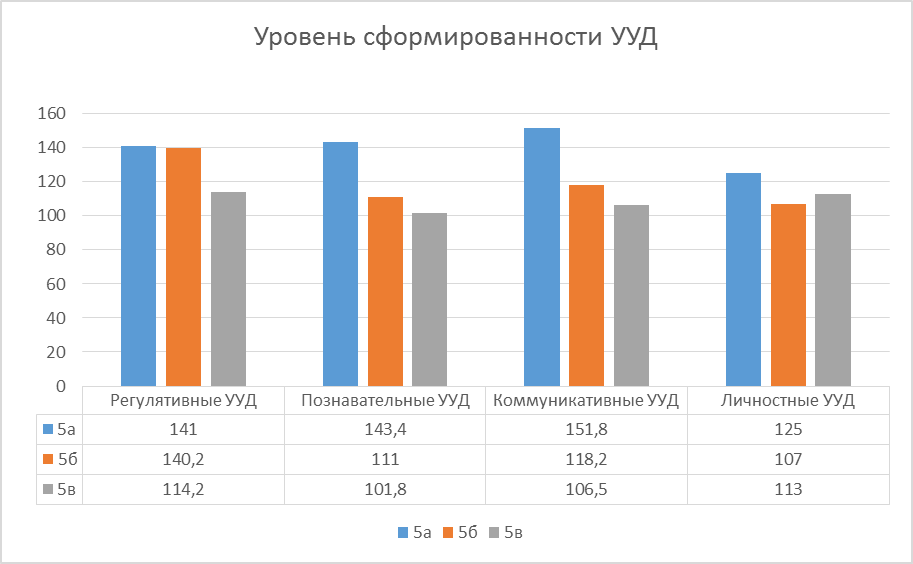 Уровень сформированности УУД
160
140
120
100
80
60
40
20
0
Регулятивные УУД Познавательные УУД Коммуникативные УУД Личностные УУД
5а 141 143,4 151,8 125
5б 140,2 111 118,2 107
5в 114,2 101,8 106,5 113
5а 5б 5в